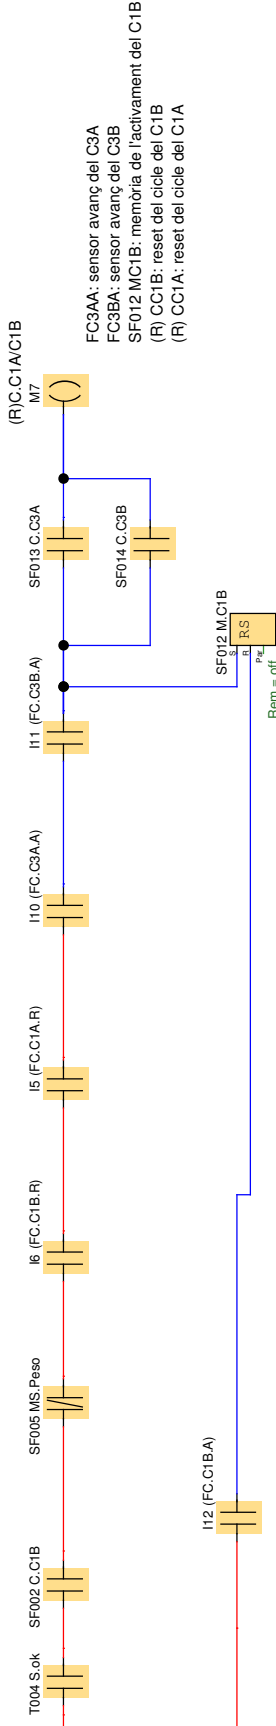 T004 S.ok
SF002 C.C1B
SF005 MS.Peso
I6 (FC.C1B.R)
I5 (FC.C1A.R)
I10 (FC.C3A.A)
I11 (FC.C3B.A)
SF013 C.C3A
(R)C.C1A/C1B
M7
SF014 C.C3B
I12 (FC.C1B.A)
SF012 M.C1B
S
R
Par
RS
Rem = off
FC3AA: sensor avanç del C3A
FC3BA: sensor avanç del C3B
SF012 MC1B: memòria de l'activament del C1B
(R) CC1B: reset del cicle del C1B
(R) CC1A: reset del cicle del C1A